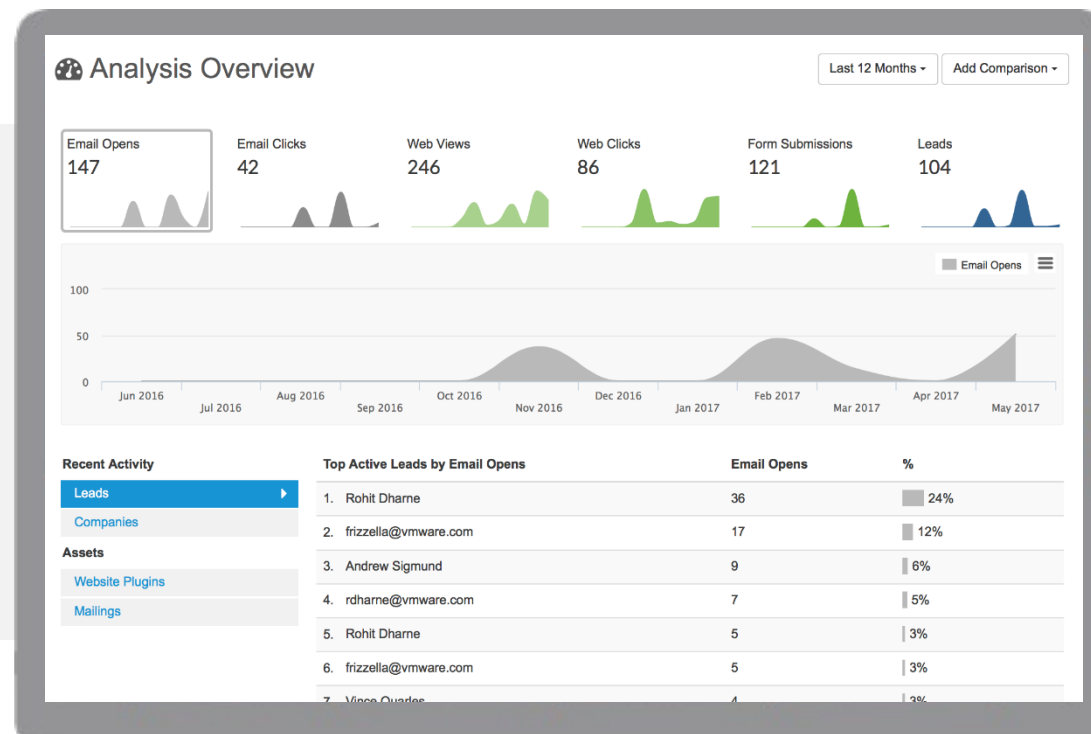 Analysis Overview
Last 12 Months
Add Comparison
Email Opens
147
Email Clicks
42
Web Views
246
Web Clicks
86
Form Submissions
121
Leads
104
Email Opens
100
50
0
Jun 2016
Jul 2016
Aug 2016
Sep 2016
Oct 2016
Nov 2016
Dec 2016
Jan 2017
Feb 2017
Mar 2017
Apr 2017
May 2017
Recent Activity
Leads
Companies
Assets
Website Plugins
Mailings
Top Active Leads by Email Opens Email Opens %
1. Rohit Dharne 36 24%
2. frizzella@vmware.com 17 12%
3. Andrew Sigmund 9 6%
4. rdharne@vmware.com 7 5%
5. Rohit Dharne 5 3%
6. frizzella@vmware.com 5 3%
7. Vince Quarles 4 3%